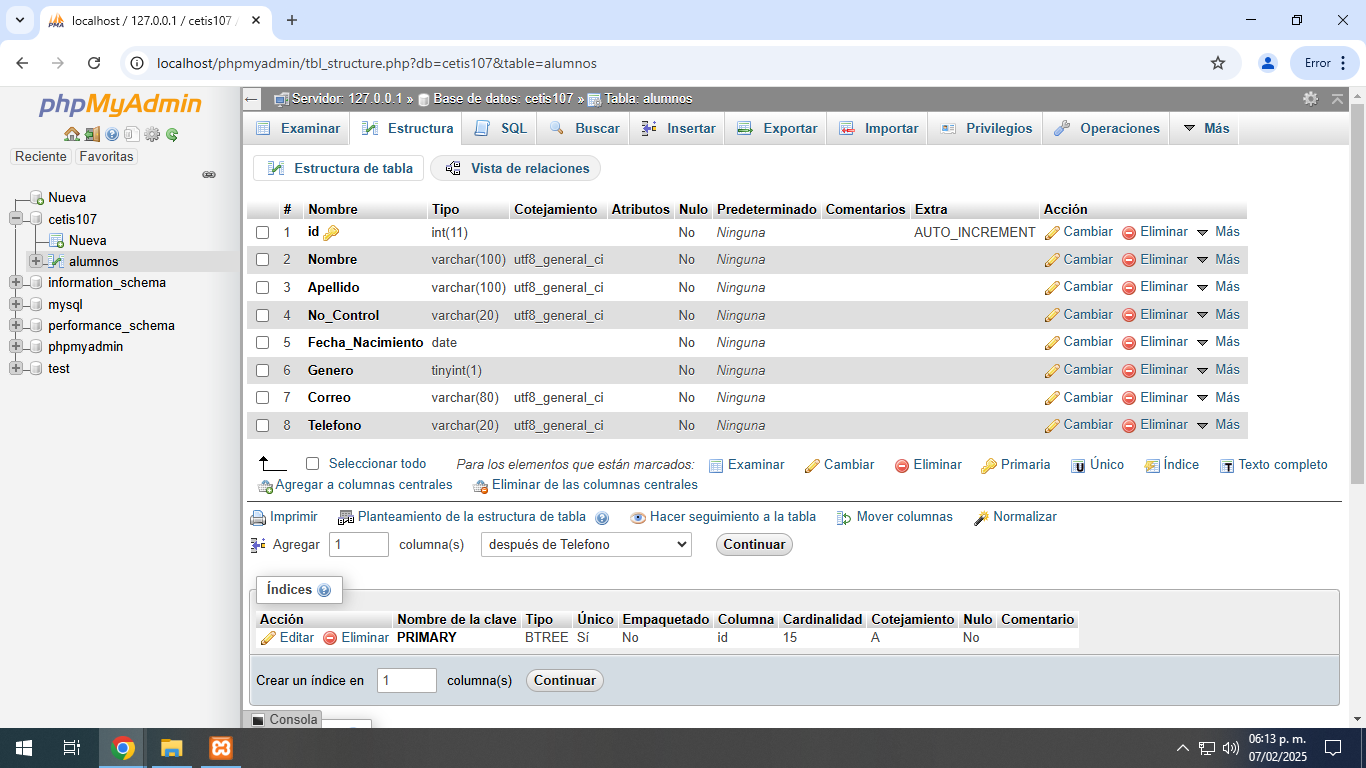 localhost / 127.0.0.1 / cetis107 /
localhost/phpmyadmin/tbl_structure.php?db=cetis107&table=alumnos
Error
phpMyAdmin
Reciente Favoritas
Nueva
cetis107
Nueva
alumnos
information_schema
mysql
performance_schema
phpmyadmin
test
Servidor: 127.0.0.1 » Base de datos: cetis107 » Tabla: alumnos
Examinar Estructura SQL Buscar Insertar Exportar Importar Privilegios Operaciones Más
Estructura de tabla Vista de relaciones
# Nombre Tipo Cotejamiento Atributos Nulo Predeterminado Comentarios Extra Acción
1 id int(11) No Ninguna AUTO_INCREMENT Cambiar Eliminar Más
2 Nombre varchar(100) utf8_general_ci No Ninguna Cambiar Eliminar Más
3 Apellido varchar(100) utf8_general_ci No Ninguna Cambiar Eliminar Más
4 No_Control varchar(20) utf8_general_ci No Ninguna Cambiar Eliminar Más
5 Fecha_Nacimiento date No Ninguna Cambiar Eliminar Más
6 Genero tinyint(1) No Ninguna Cambiar Eliminar Más
7 Correo varchar(80) utf8_general_ci No Ninguna Cambiar Eliminar Más
8 Telefono varchar(20) utf8_general_ci No Ninguna Cambiar Eliminar Más
Seleccionar todo Para los elementos que están marcados: Examinar Cambiar Eliminar Primaria Único Índice Texto completo
Agregar a columnas centrales Eliminar de las columnas centrales
Imprimir Planteamiento de la estructura de tabla Hacer seguimiento a la tabla Mover columnas Normalizar
Agregar 1 columna(s) después de Telefono Continuar
Índices
Acción Nombre de la clave Tipo Único Empaquetado Columna Cardinalidad Cotejamiento Nulo Comentario
Editar Eliminar PRIMARY BTREE Sí No id 15 A No
Crear un índice en 1 columna(s) Continuar
Consola
06:13 p. m.
07/02/2025